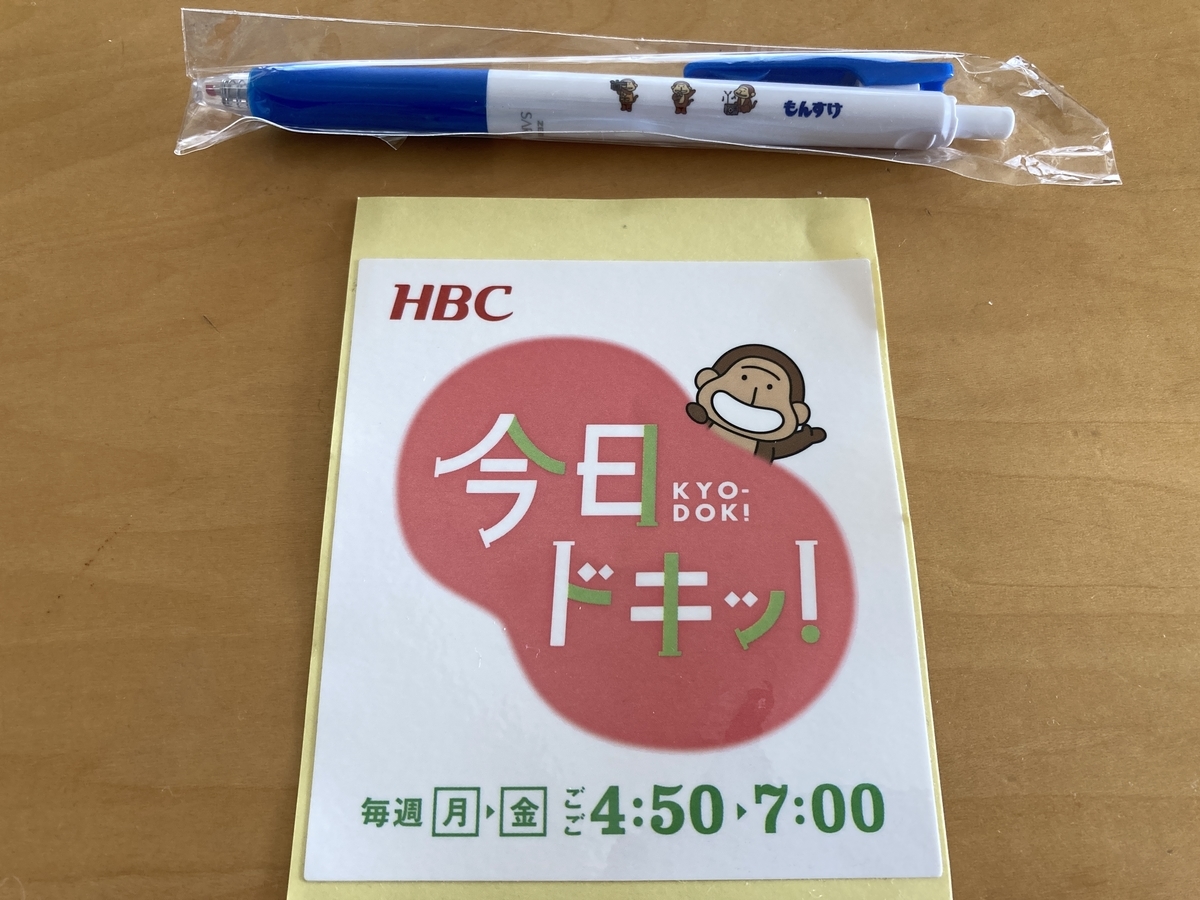 もんすけ
HBC
今日
KYO-
DOK!
ドキッ!
毎週 月 ▸ 金 ごご 4:50 ▸ 7:00